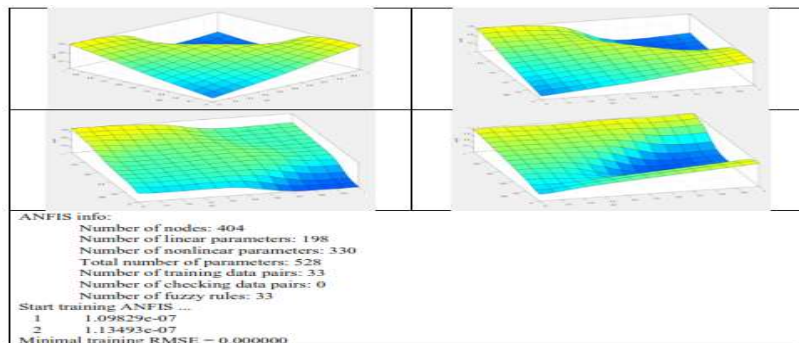 ANFIS info:
Number of nodes: 404
Number of linear parameters: 198
Number of nonlinear parameters: 330
Total number of parameters: 528
Number of training data pairs: 33
Number of checking data pairs: 0
Number of fuzzy rules: 33
Start training ANFIS ...
1 1.09829e-07
2 1.13493e-07
Minimal training RMSE = 0.000000